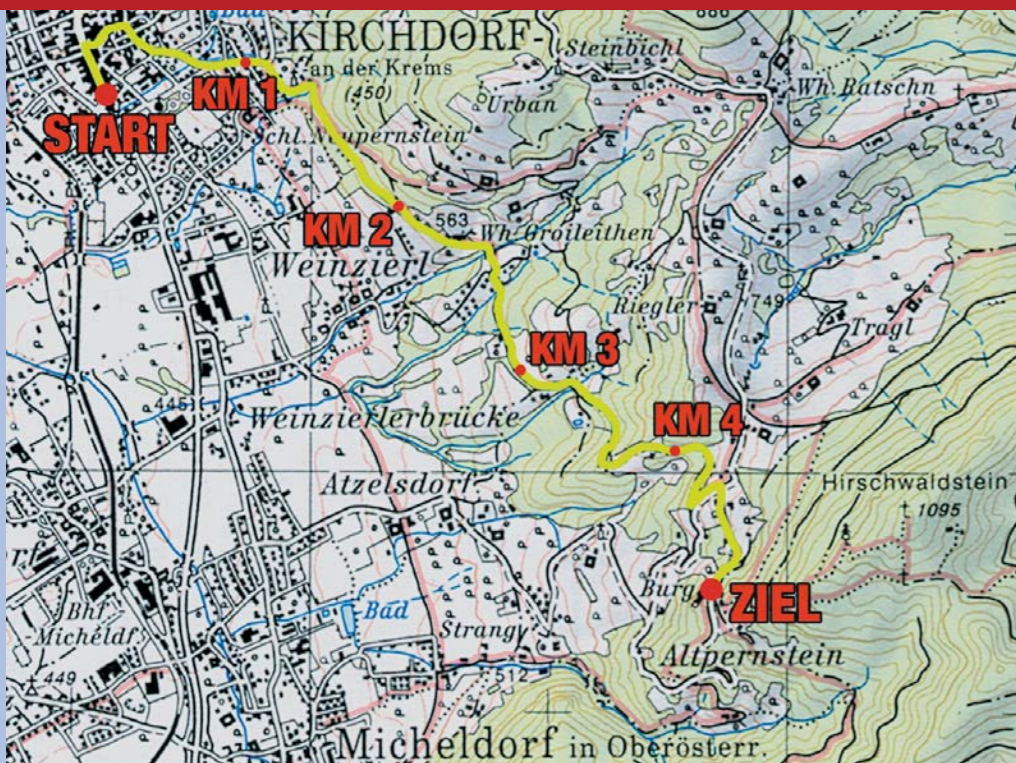 Bad
KIRCHDORF-
an der Krems
(450)
START
KM 1
Schl. Neupernstein
Steinbichl
Urban
Wh. Ratschn
KM 2
563
Wh. Groileithen
Weinzierl
KM 3
Riegler
749
Tragl
445
Weinzierlerbrücke
KM 4
Atzelsdorf
Hirschwaldstein
1095
Bhf.
Micheldf.
Bad
Strang
Burg
ZIEL
Altpernstein
449
512
Micheldorf in Oberösterr.